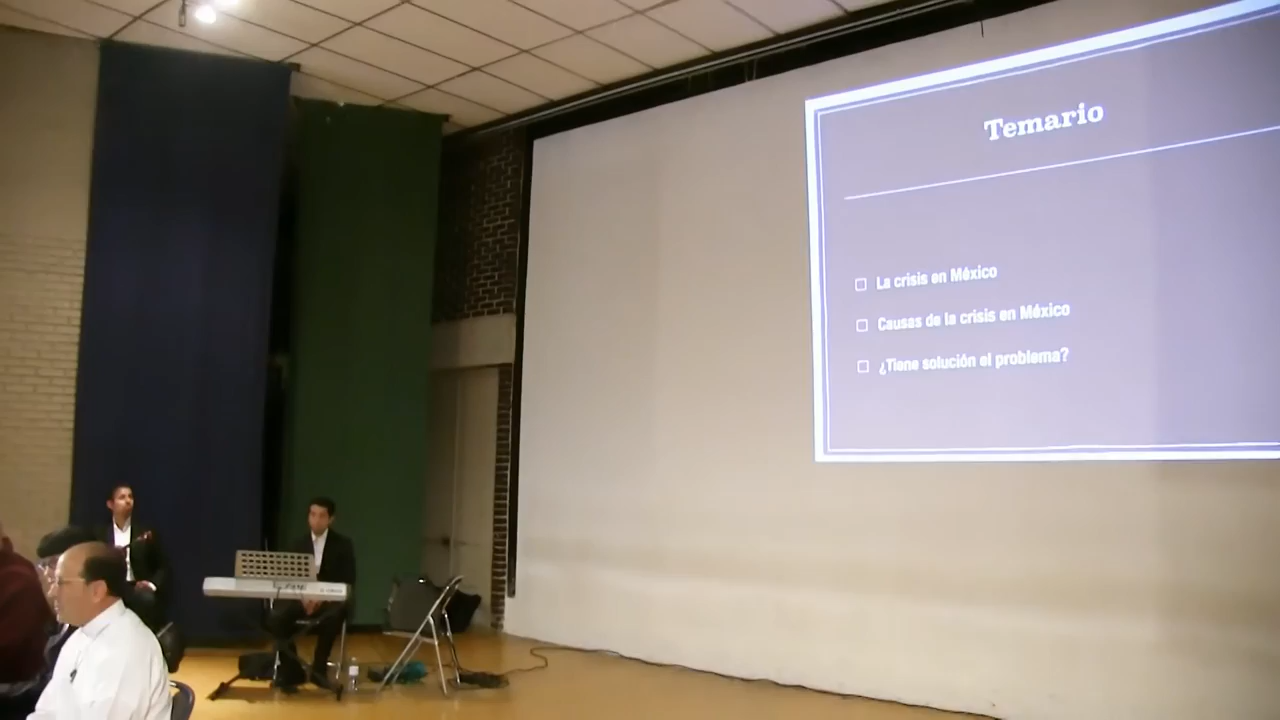 Temario
La crisis en México
Causas de la crisis en México
¿Tiene solución el problema?